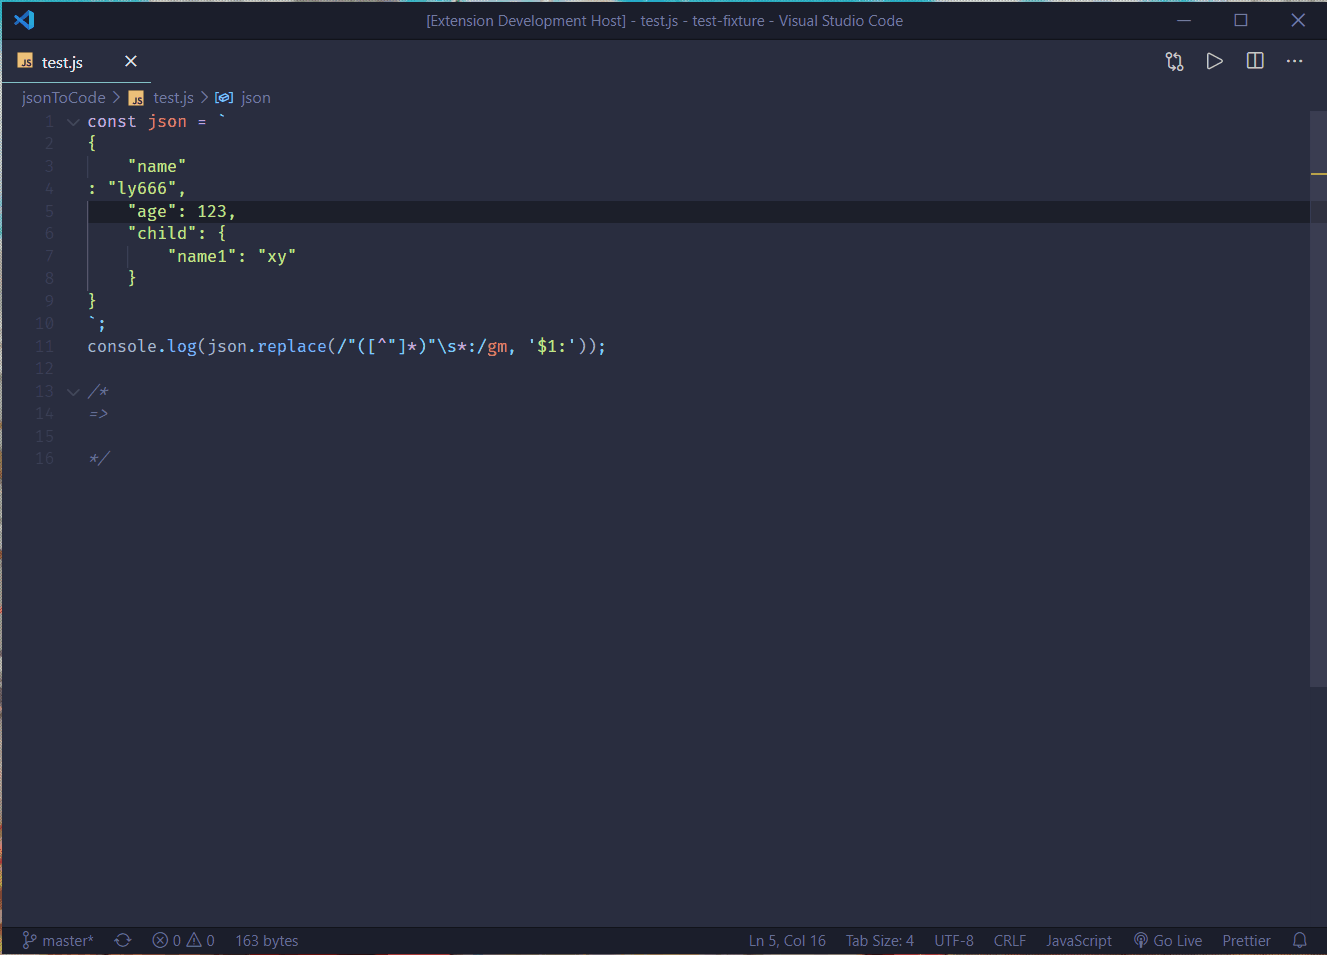 [Extension Development Host] - test.js - test-fixture - Visual Studio Code
JS test.js
jsonToCode > JS test.js > json
1 const json = `
2 {
3     "name"
4 : "ly666",
5     "age": 123,
6     "child": {
7         "name1": "xy"
8     }
9 }
10 `;
11 console.log(json.replace(/"([^"]*)"\s*:/gm, '$1:'));
12
13 /*
14 =>
15
16 */
master* 0 0 163 bytes Ln 5, Col 16 Tab Size: 4 UTF-8 CRLF JavaScript Go Live Prettier